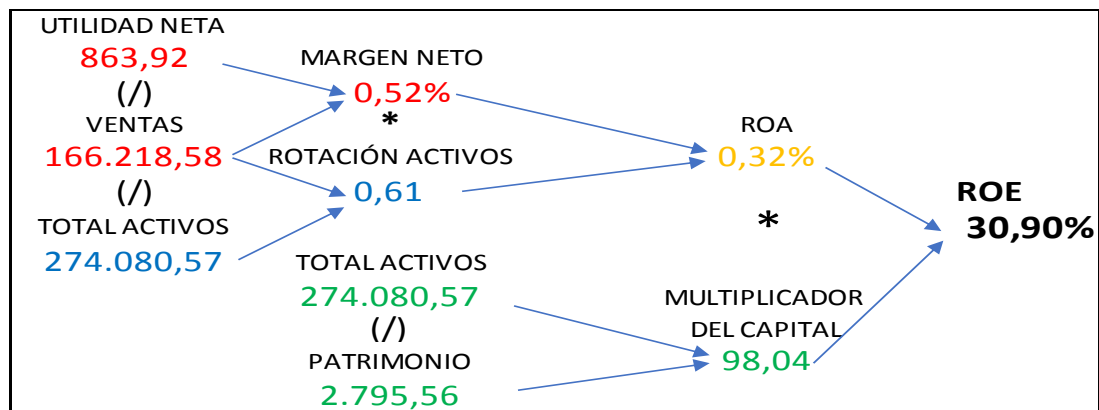 UTILIDAD NETA
863,92
(/)
VENTAS
166.218,58
(/)
TOTAL ACTIVOS
274.080,57
MARGEN NETO
0,52%
*
ROTACIÓN ACTIVOS
0,61
TOTAL ACTIVOS
274.080,57
(/)
PATRIMONIO
2.795,56
ROA
0,32%
*
MULTIPLICADOR
DEL CAPITAL
98,04
ROE
30,90%